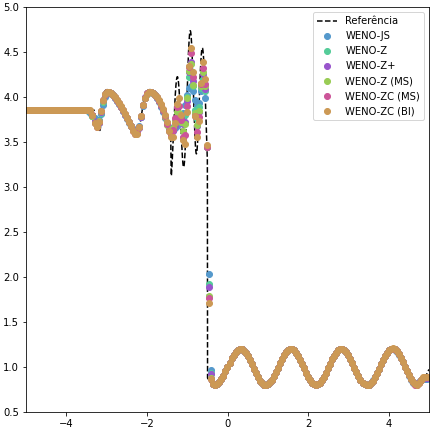 5.0
4.5
4.0
3.5
3.0
2.5
2.0
1.5
1.0
0.5
−4
−2
0
2
4
Referência
WENO-JS
WENO-Z
WENO-Z+
WENO-Z (MS)
WENO-ZC (MS)
WENO-ZC (BI)